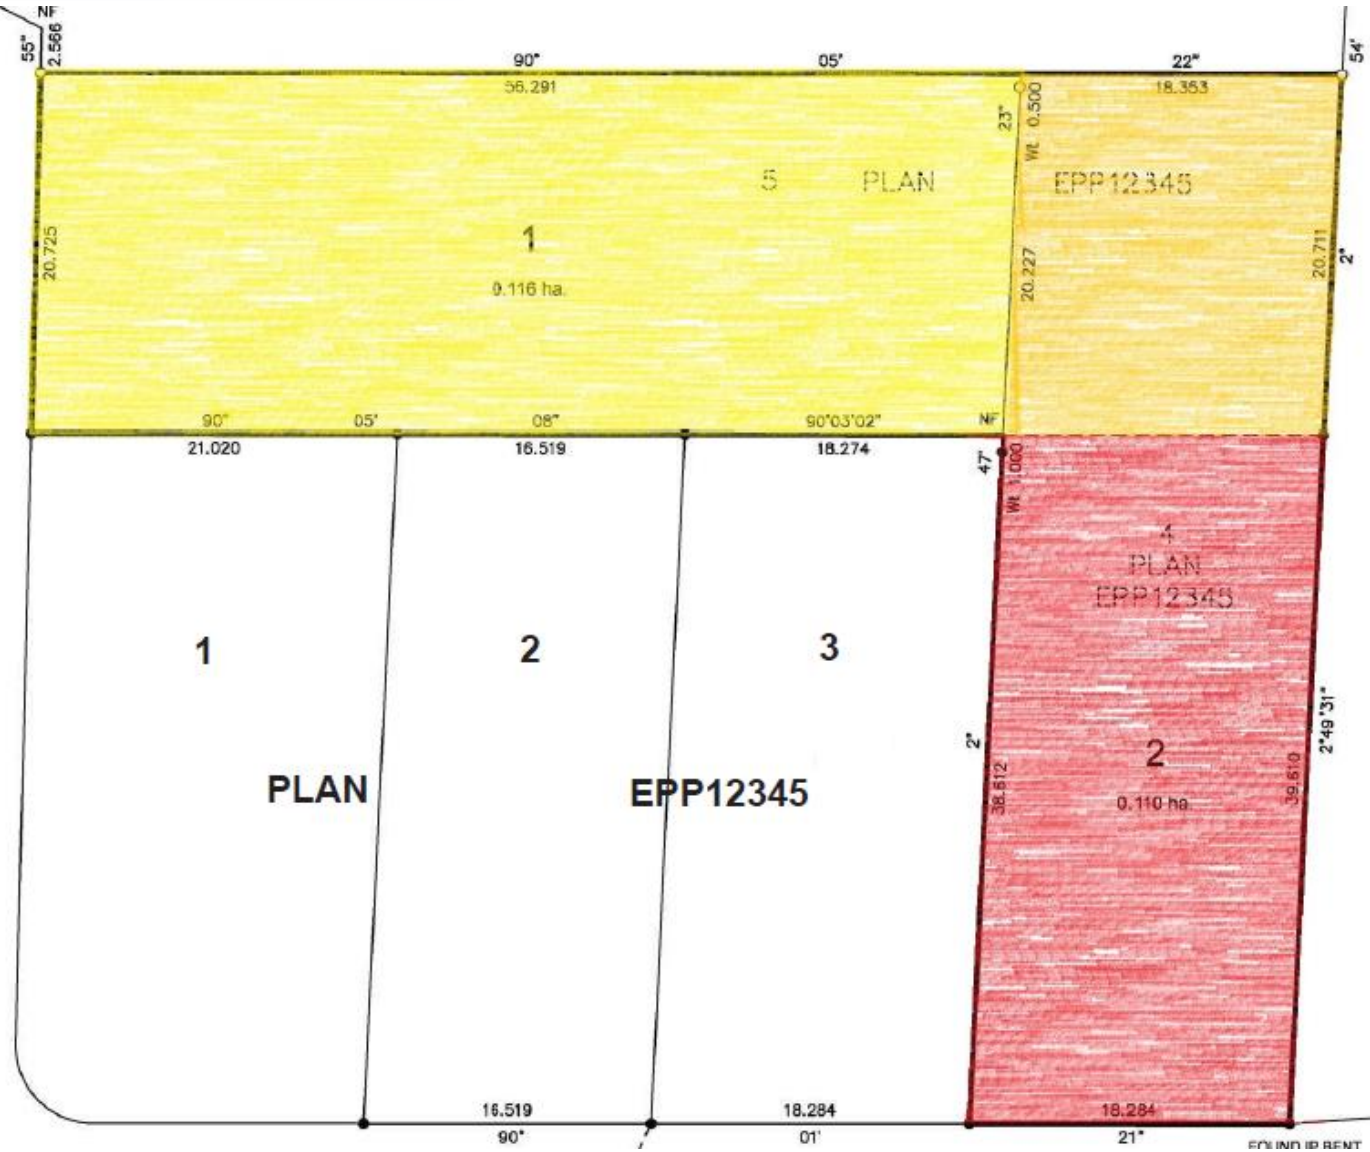 NF
55"
2.566
90°
05'
22"
54'
56.291
18.353
23"
Wt. 0.500
5 PLAN EPP12345
1
0.116 ha.
20.725
20.227
20.711
2°
90° 05' 08" 90°03'02" NF
21.020 16.519 18.274
47'
Wt. 1.000
4
PLAN
EPP12345
1 2 3
2°
2°49'31"
2
0.110 ha.
38.612
39.610
PLAN EPP12345
16.519 18.284 18.284
90° 01' 21"
FOUND IP BENT